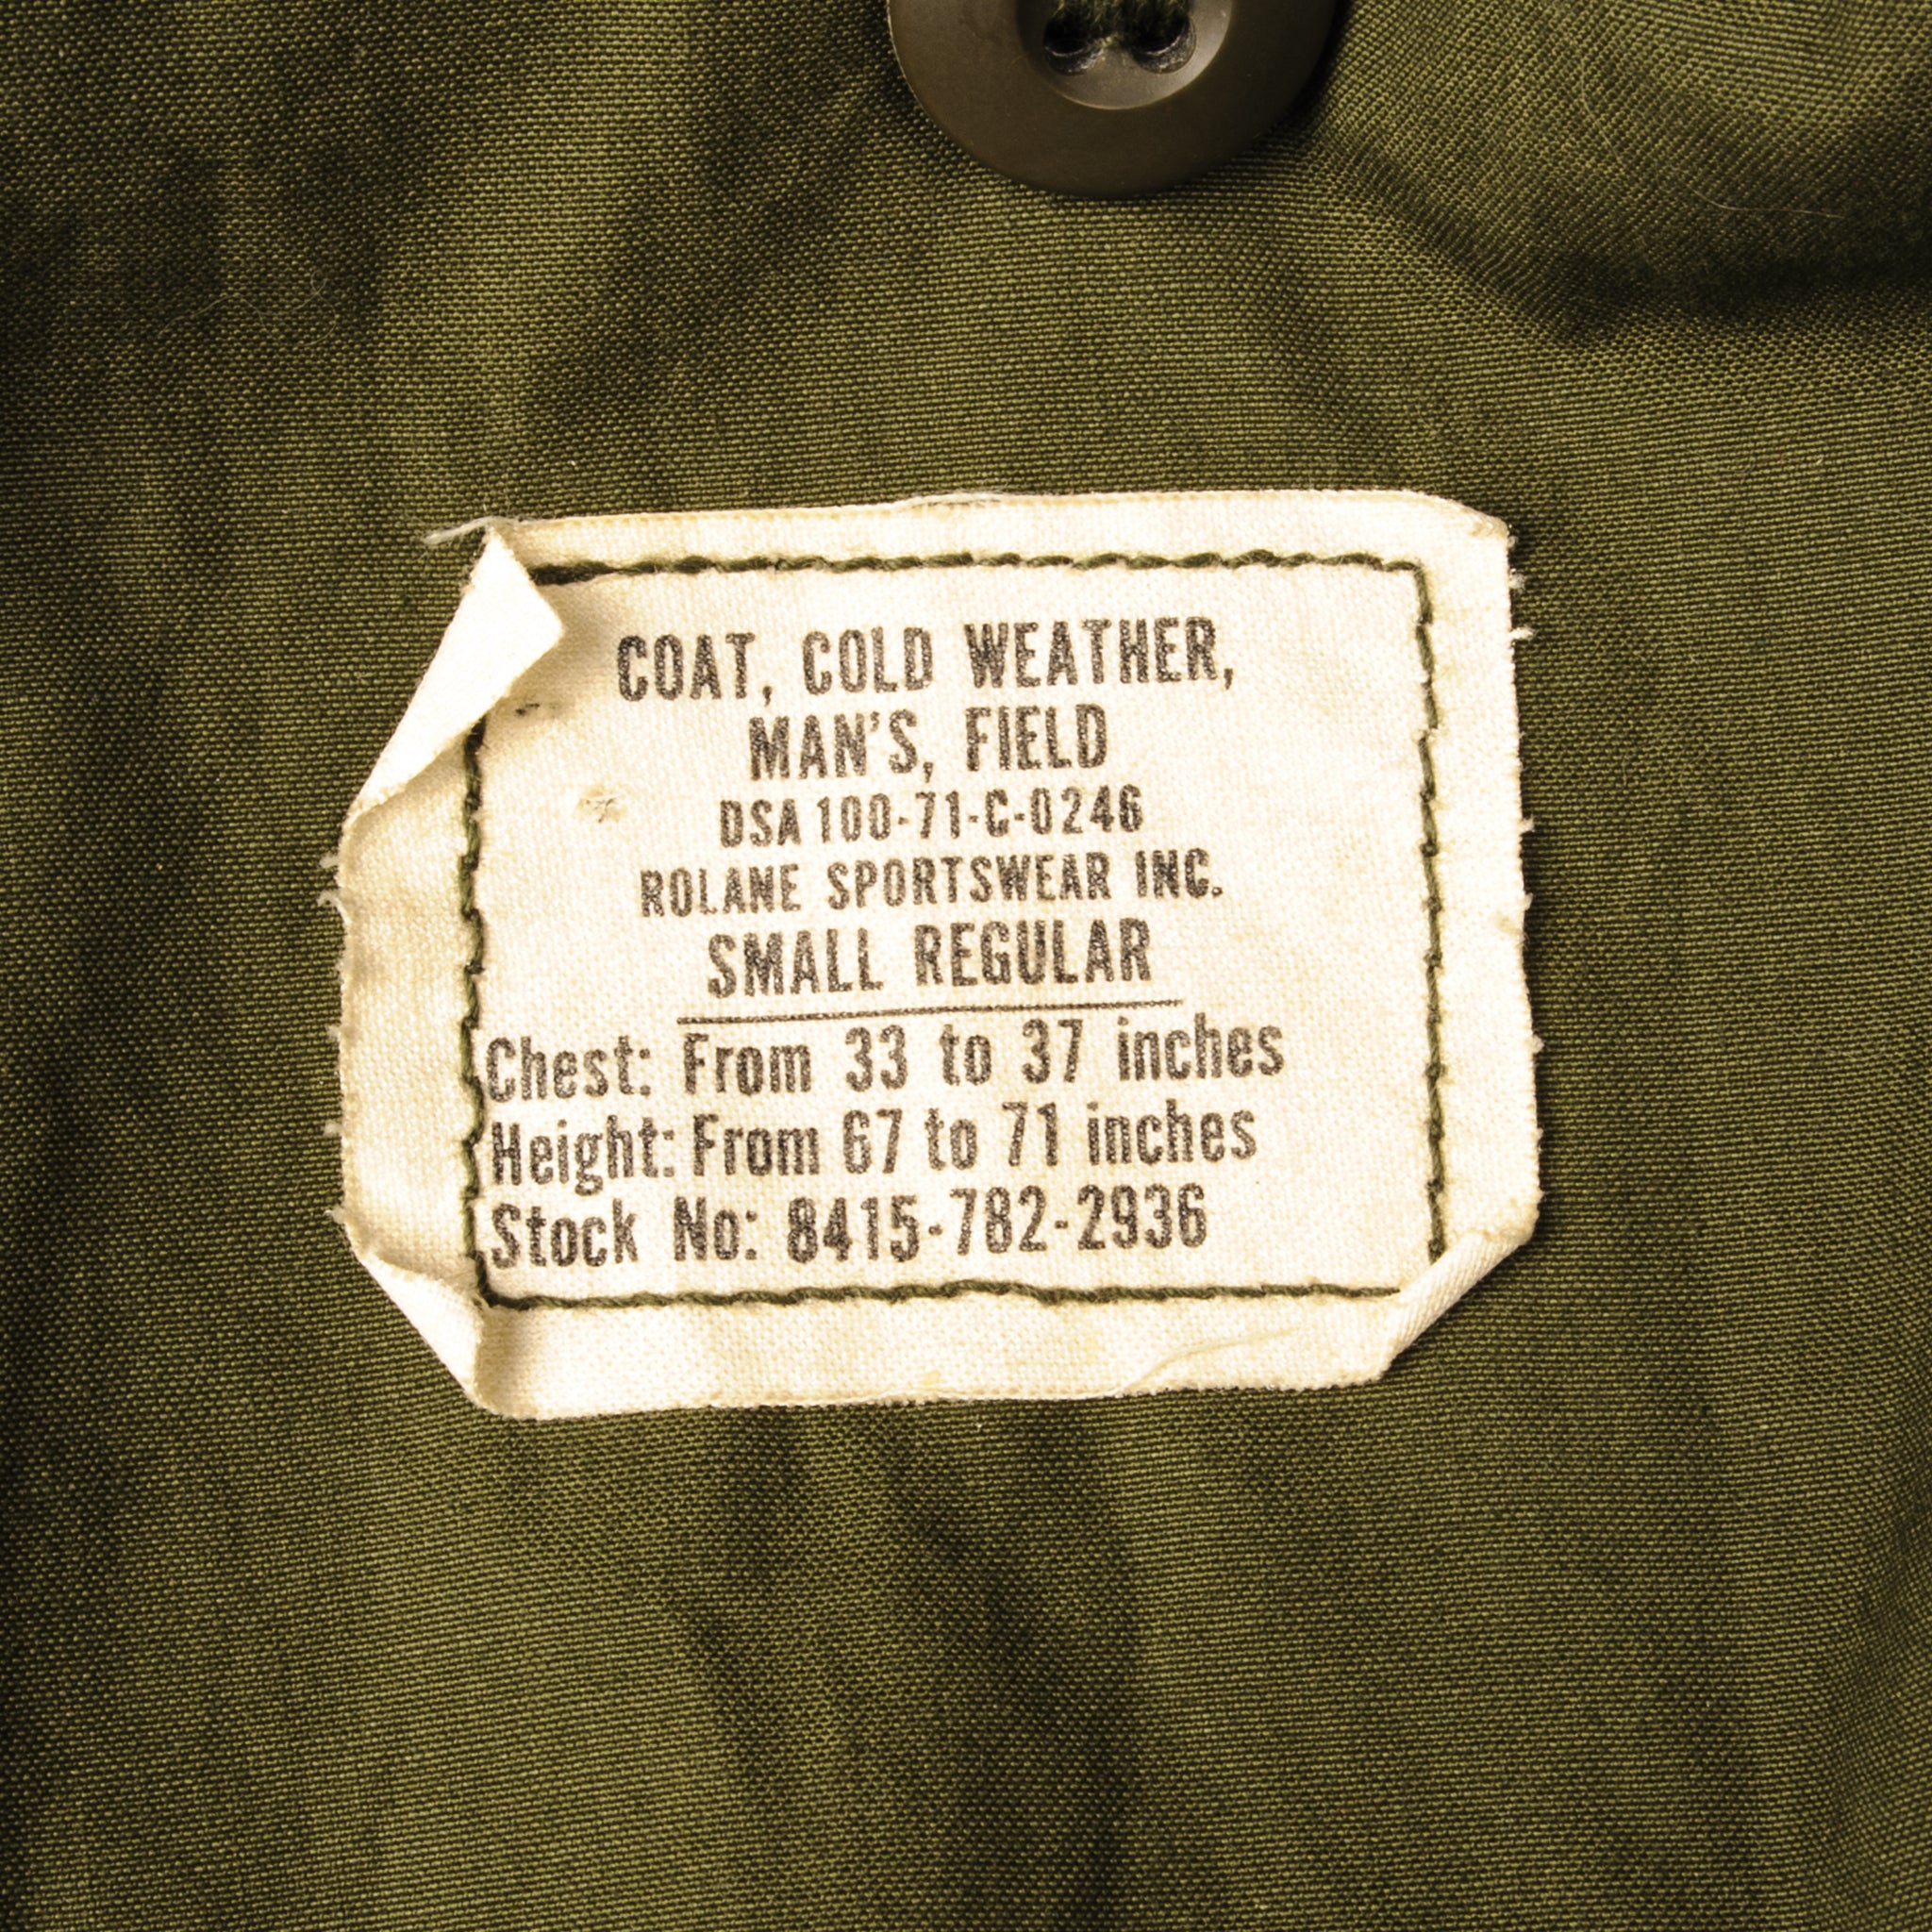 COAT, COLD WEATHER,
MAN'S, FIELD
DSA 100-71-C-0246
ROLANE SPORTSWEAR INC.
SMALL REGULAR
Chest: From 33 to 37 inches
Height: From 67 to 71 inches
Stock No: 8415-782-2936